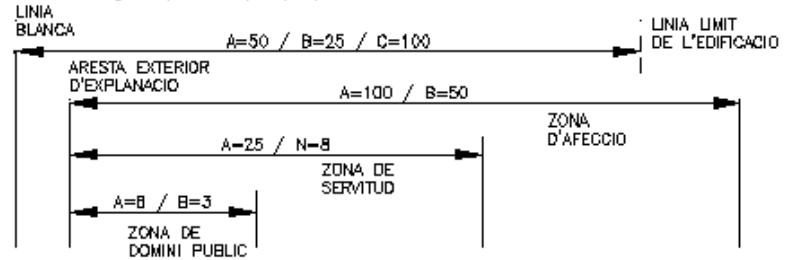 LINIA
BLANCA
A=50 / B=25 / C=100
LINIA LIMIT
DE L'EDIFICACIO
ARESTA EXTERIOR
D'EXPLANACIO
A=100 / B=50
ZONA
D'AFECCIO
A=25 / N=8
ZONA DE
SERVITUD
A=8 / B=3
ZONA DE
DOMINI PUBLIC